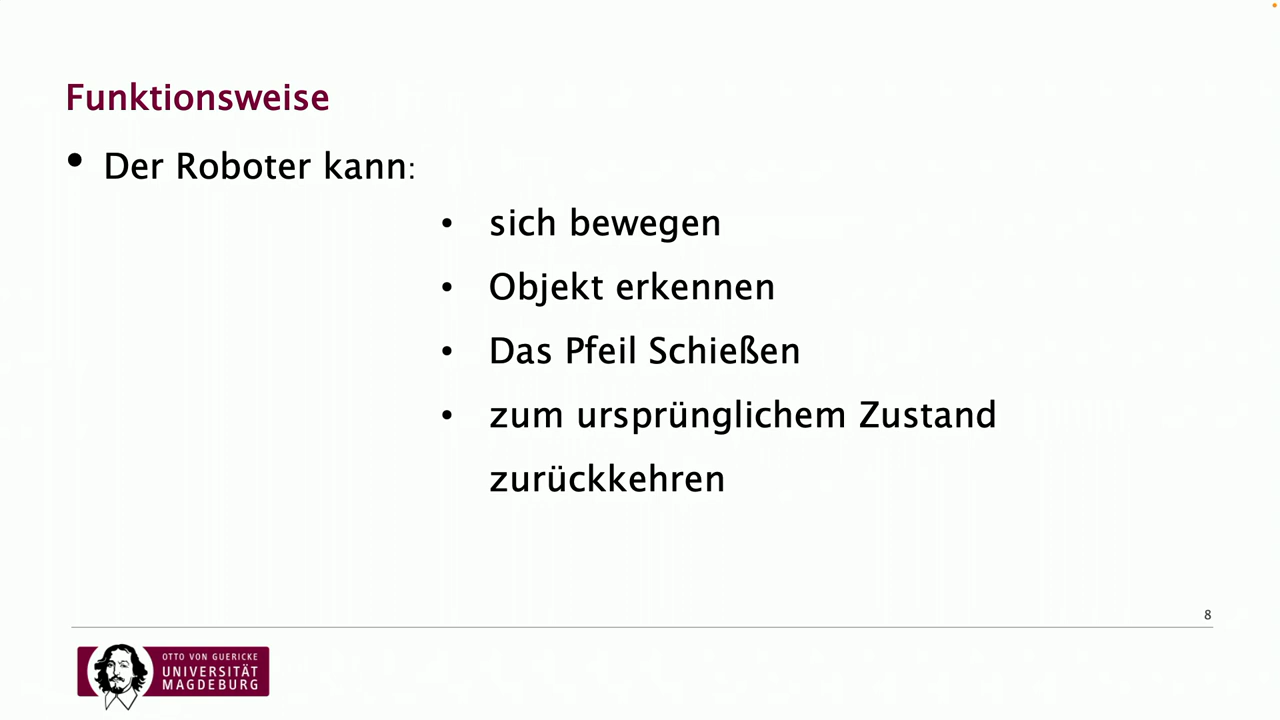 Funktionsweise
• Der Roboter kann:
• sich bewegen
• Objekt erkennen
• Das Pfeil Schießen
• zum ursprünglichem Zustand
zurückkehren
8
OTTO VON GUERICKE
UNIVERSITÄT
MAGDEBURG